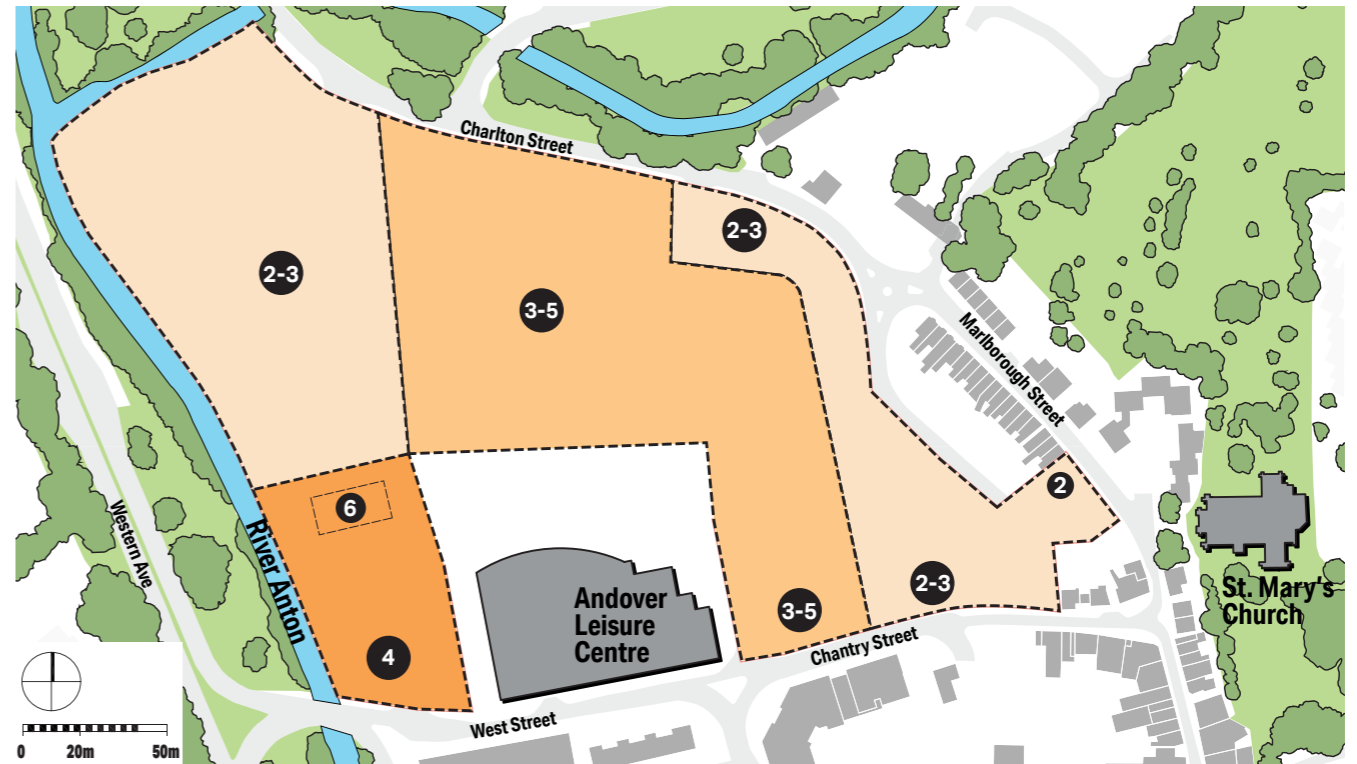 Charlton Street
2-3
2-3
3-5
Marlborough Street
2
6
Western Ave
River Anton
2-3
3-5
Andover
Leisure
Centre
St. Mary's
Church
4
Chantry Street
West Street
0 20m 50m